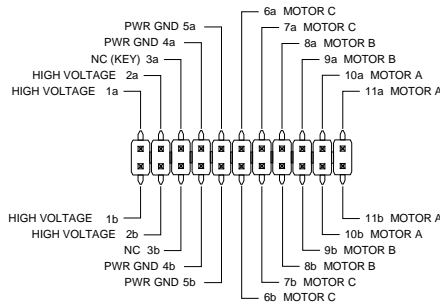 6a MOTOR C
PWR GND 5a
7a MOTOR C
PWR GND 4a
8a MOTOR B
NC (KEY) 3a
9a MOTOR B
HIGH VOLTAGE 2a
10a MOTOR A
HIGH VOLTAGE 1a
11a MOTOR A
HIGH VOLTAGE 1b
11b MOTOR A
HIGH VOLTAGE 2b
10b MOTOR A
NC 3b
9b MOTOR B
PWR GND 4b
8b MOTOR B
PWR GND 5b
7b MOTOR C
6b MOTOR C